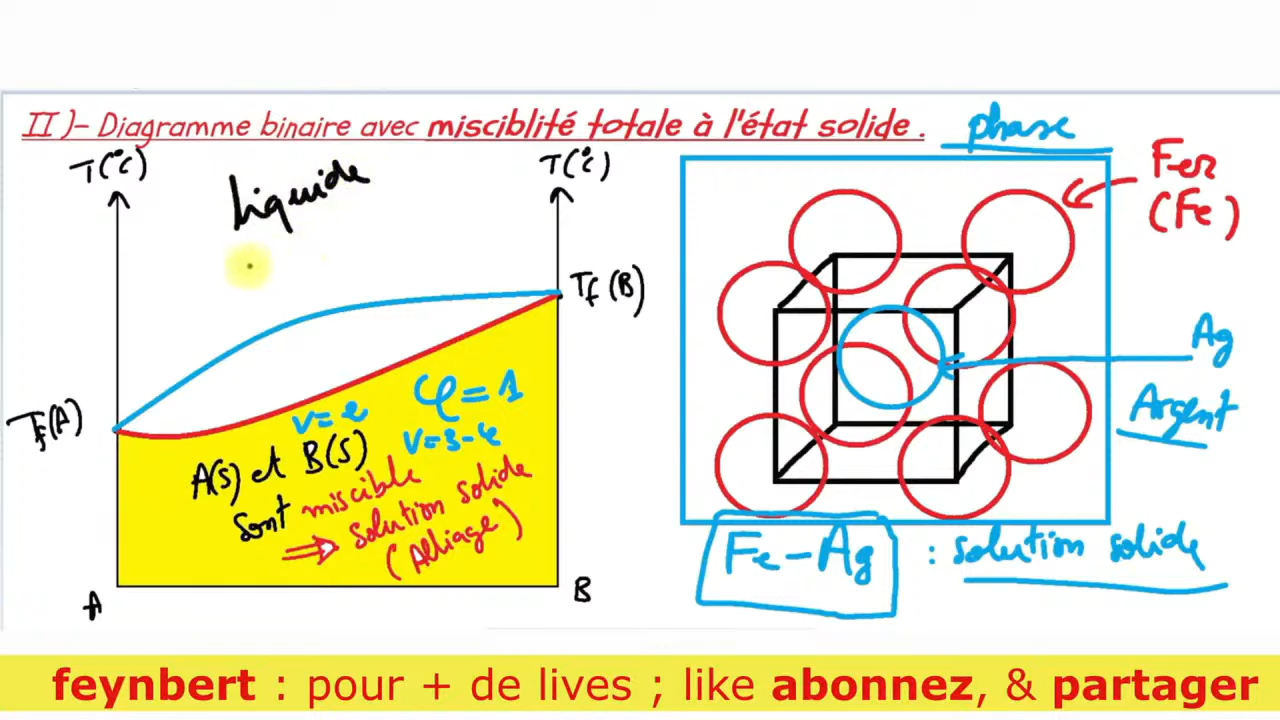 II)- Diagramme binaire avec misciblité totale à l'état solide.
phase
T(°C)
T(°C)
Liquide
Fer
(Fe)
Tf(B)
Ag
Argent
Tf(A)
φ=1
V=2
V=3-φ
A(S) et B(S)
sont miscible
⇒ solution solide
(Alliage)
Fe-Ag : solution solide
A
B
feynbert : pour + de lives ; like abonnez, & partager